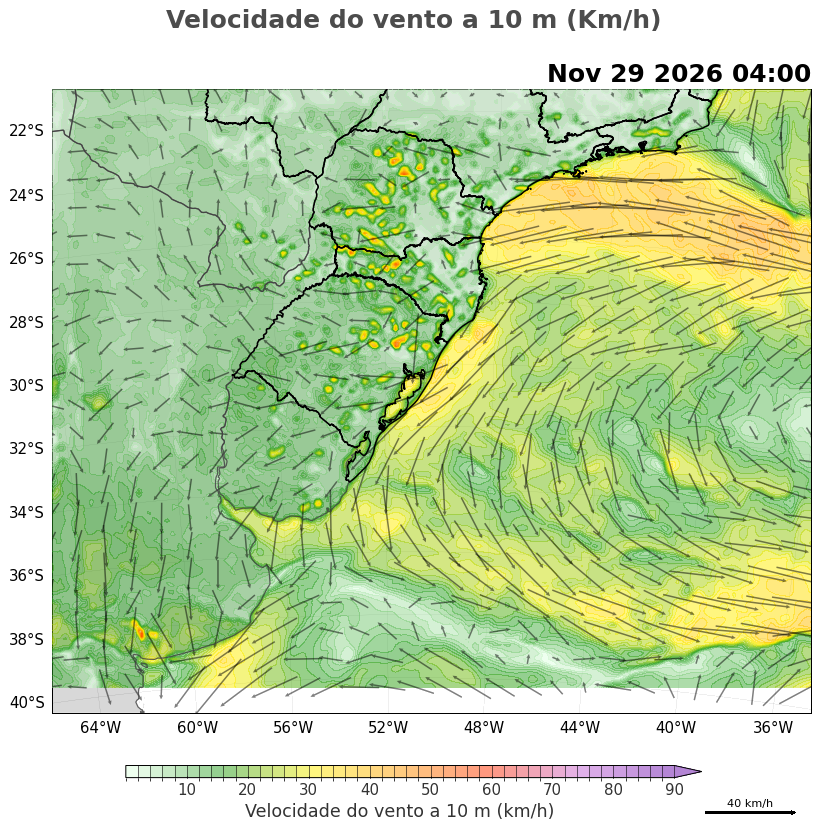 Velocidade do vento a 10 m (Km/h)
Nov 29 2026 04:00
22°S
24°S
26°S
28°S
30°S
32°S
34°S
36°S
38°S
40°S
64°W 60°W 56°W 52°W 48°W 44°W 40°W 36°W
10 20 30 40 50 60 70 80 90
Velocidade do vento a 10 m (km/h)
40 km/h